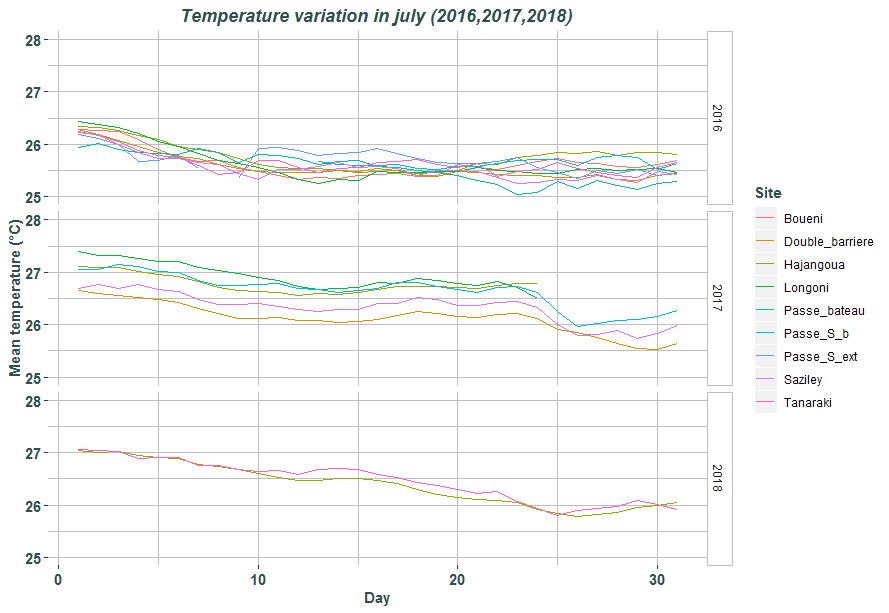 Temperature variation in july (2016,2017,2018)
Mean temperature (°C)
28
27
26
25
2016
28
27
26
25
2017
28
27
26
25
2018
0
10
20
30
Day
Site
Boueni
Double_barriere
Hajangoua
Longoni
Passe_bateau
Passe_S_b
Passe_S_ext
Saziley
Tanaraki